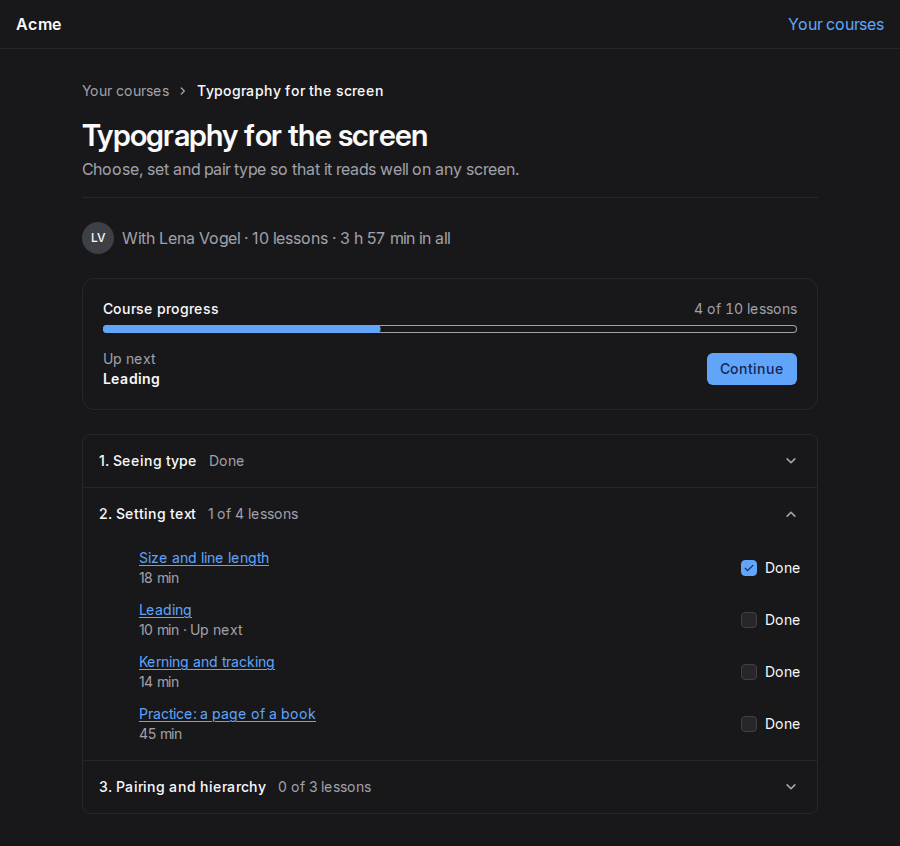 Acme
Your courses
Your courses
Typography for the screen
Typography for the screen
Choose, set and pair type so that it reads well on any screen.
LV
With Lena Vogel · 10 lessons · 3 h 57 min in all
Course progress
4 of 10 lessons
Up next
Leading
Continue
1. Seeing type Done
2. Setting text 1 of 4 lessons
Size and line length
18 min
Done
Leading
10 min · Up next
Done
Kerning and tracking
14 min
Done
Practice: a page of a book
45 min
Done
3. Pairing and hierarchy 0 of 3 lessons